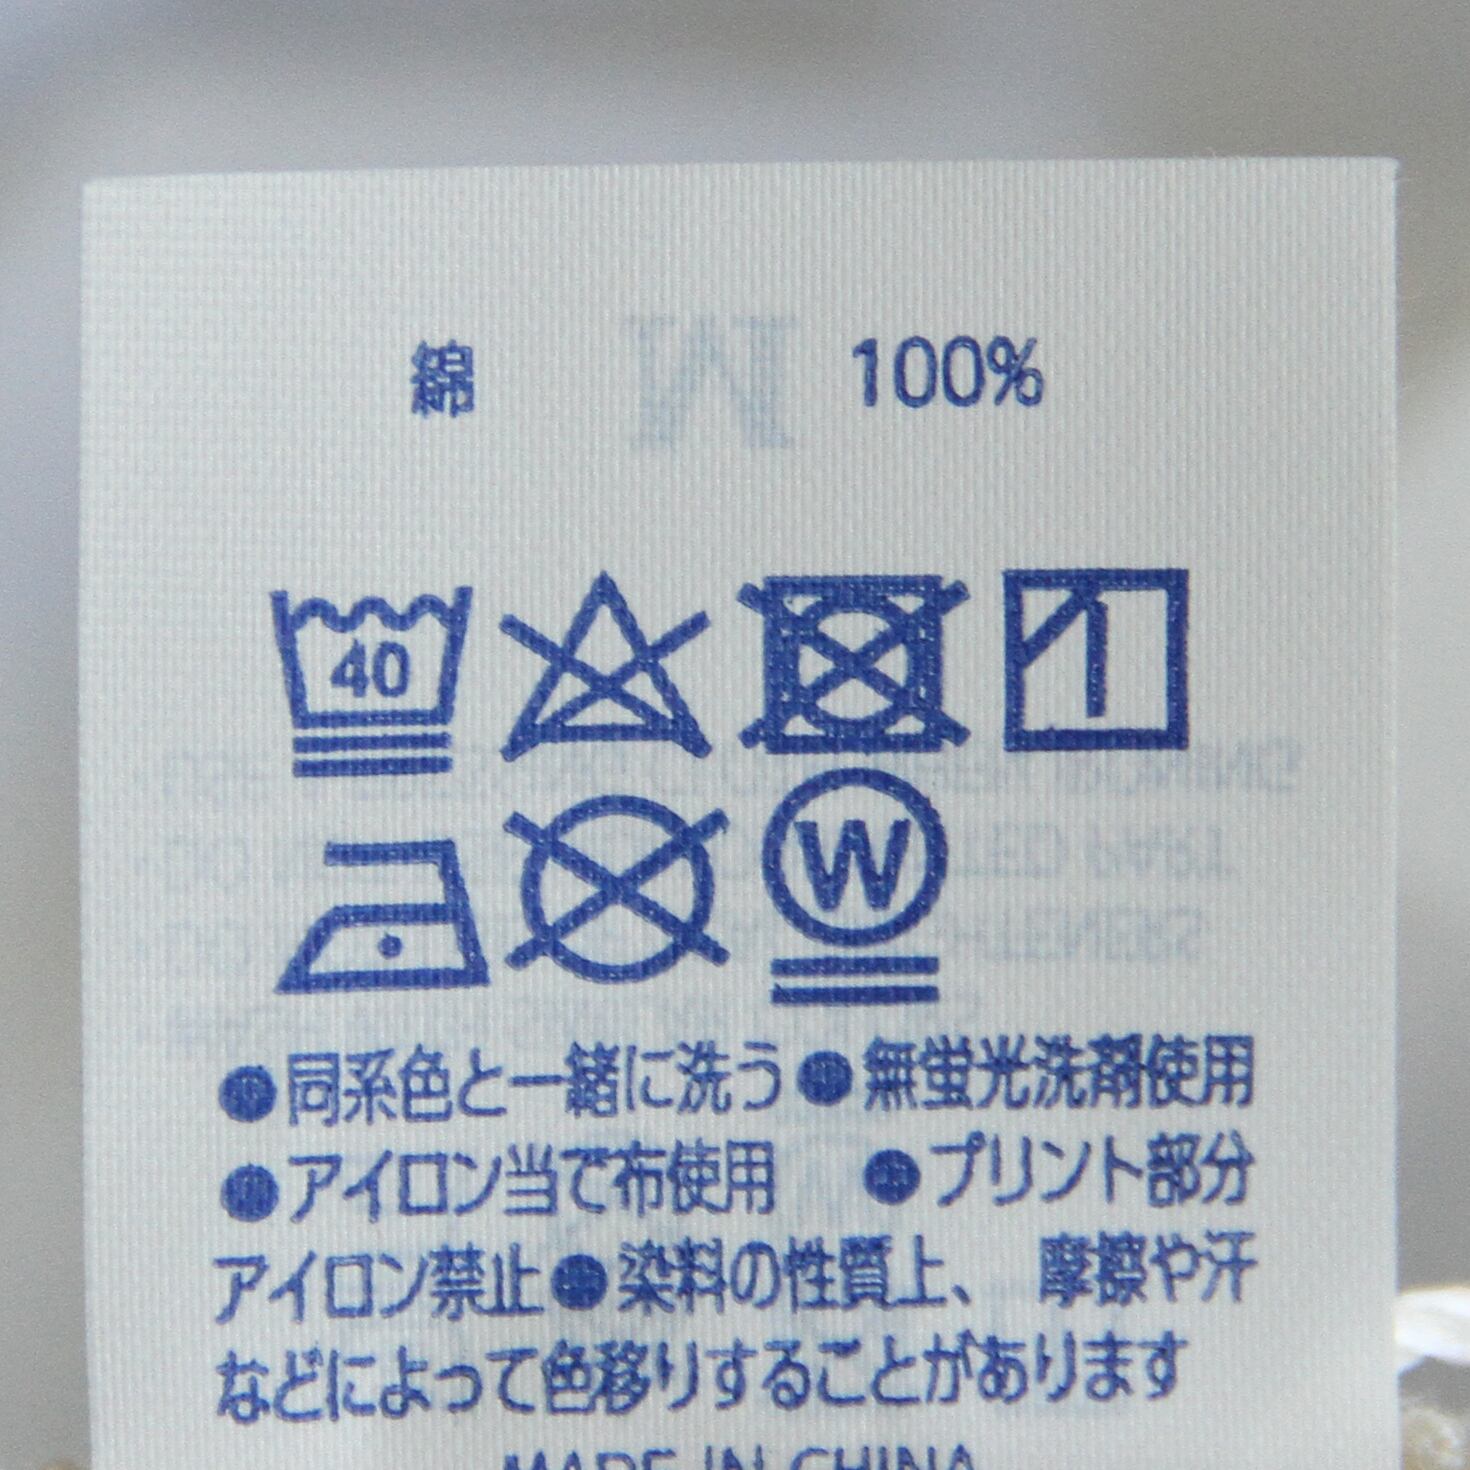 綿 100%
40
W
●同系色と一緒に洗う●無蛍光洗剤使用
●アイロン当て布使用 ●プリント部分
アイロン禁止●染料の性質上、摩擦や汗
などによって色移りすることがあります
MADE IN CHINA